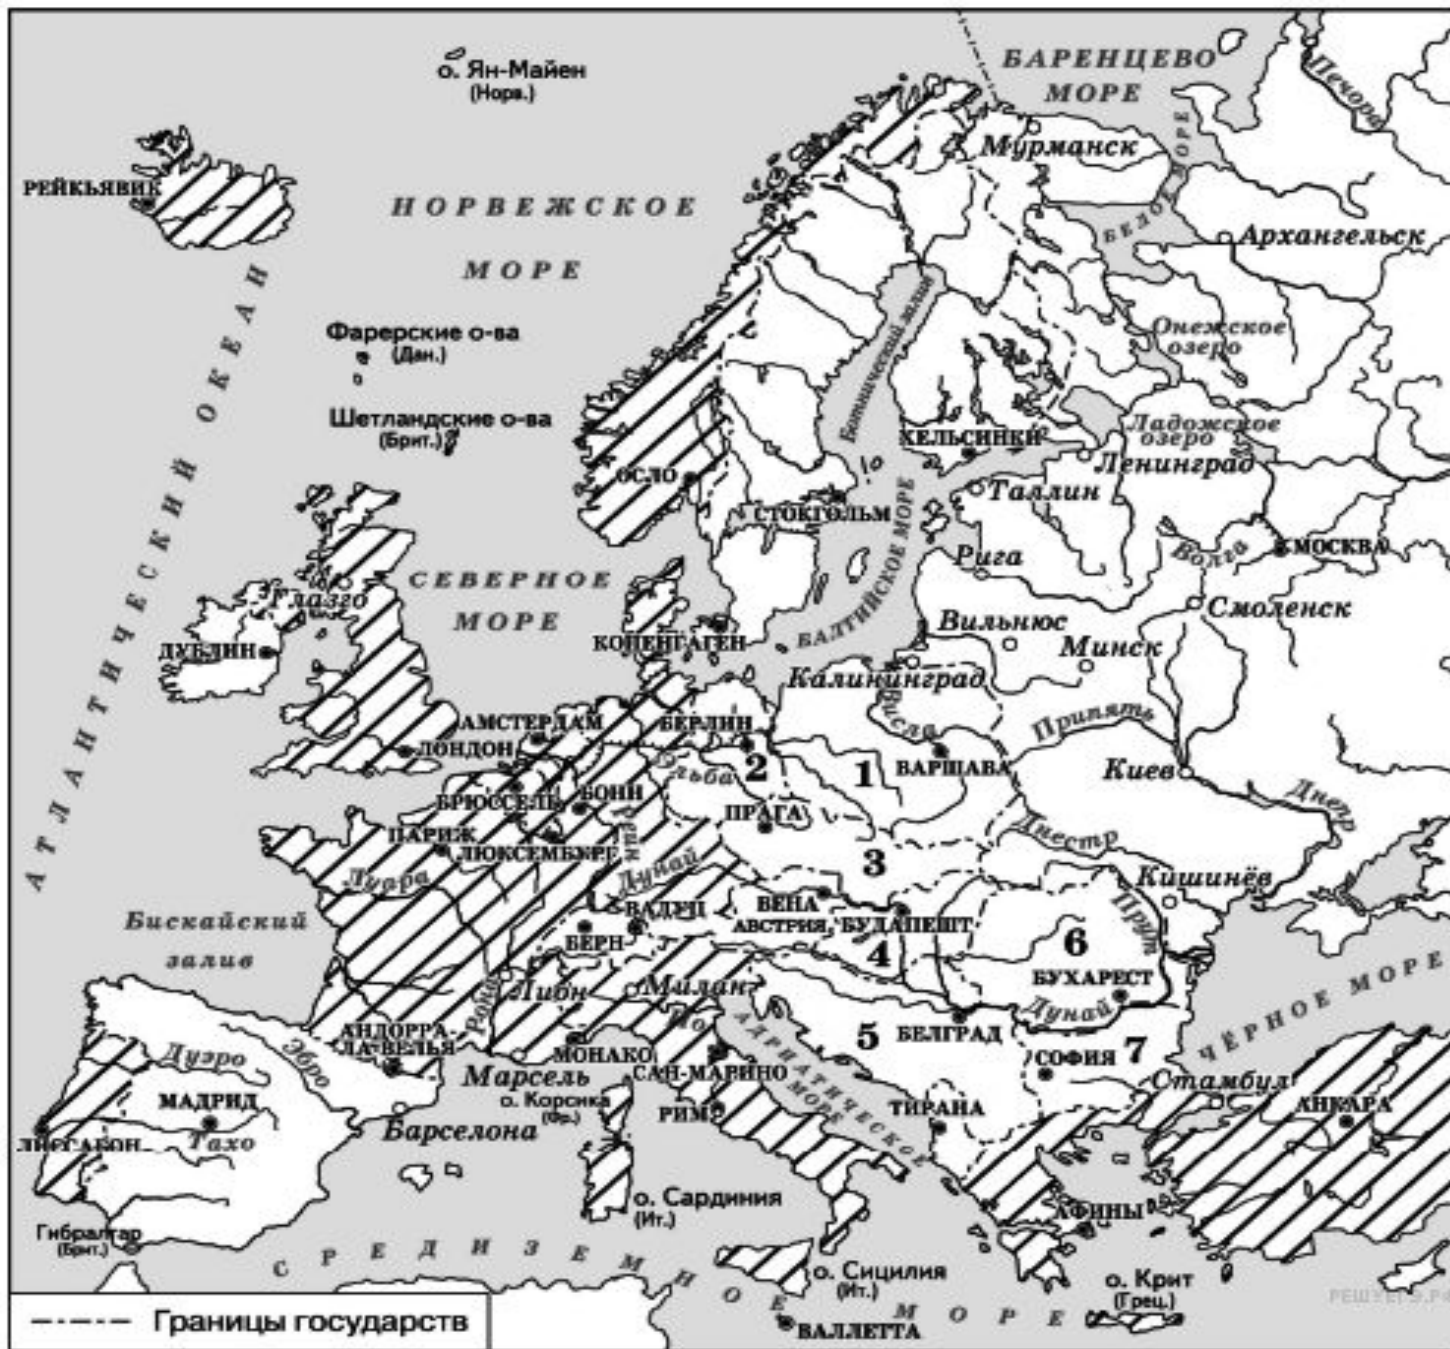 о. Ян-Майен
(Норв.)
БАРЕНЦЕВО
МОРЕ
Печора
Мурманск
БЕЛОЕ МОРЕ
Архангельск
РЕЙКЬЯВИК
НОРВЕЖСКОЕ
МОРЕ
АТЛАНТИЧЕСКИЙ ОКЕАН
Фарерские о-ва
(Дан.)
Шетландские о-ва
(Брит.)
Ботнический залив
Онежское
озеро
Ладожское
озеро
ХЕЛЬСИНКИ
Ленинград
ОСЛО
СТОКГОЛЬМ
Таллин
СЕВЕРНОЕ
МОРЕ
БАЛТИЙСКОЕ МОРЕ
Рига
Волга
МОСКВА
Глазго
Смоленск
ДУБЛИН
КОПЕНГАГЕН
Вильнюс
Минск
Калининград
Висла
Припять
АМСТЕРДАМ
БЕРЛИН
ЛОНДОН
Эльба
2
1
ВАРШАВА
Киев
Днепр
БРЮССЕЛЬ
БОНН
Рейн
ПРАГА
Днестр
ПАРИЖ
ЛЮКСЕМБУРГ
3
Луара
Дунай
Кишинёв
Прут
Бискайский
залив
ВАДУЦ
ВЕНА
АВСТРИЯ
БУДАПЕШТ
БЕРН
4
6
БУХАРЕСТ
Рона
Либн
Милан
По
Дунай
ЧЁРНОЕ МОРЕ
АНДОРРА-
ЛА-ВЕЛЬЯ
5
БЕЛГРАД
АДРИАТИЧЕСКОЕ
МОРЕ
Дуэро
Эбро
МОНАКО
САН-МАРИНО
СОФИЯ
7
Марсель
Стамбул
МАДРИД
о. Корсика
(Фр.)
РИМ
ТИРАНА
АНКАРА
ЛИССАБОН
Тахо
Барселона
о. Сардиния
(Ит.)
АФИНЫ
Гибралтар
(Брит.)
СРЕДИЗЕМНОЕ МОРЕ
о. Сицилия
(Ит.)
о. Крит
(Грец.)
ВАЛЛЕТТА
Границы государств
РЕШУЕГЭ.РФ